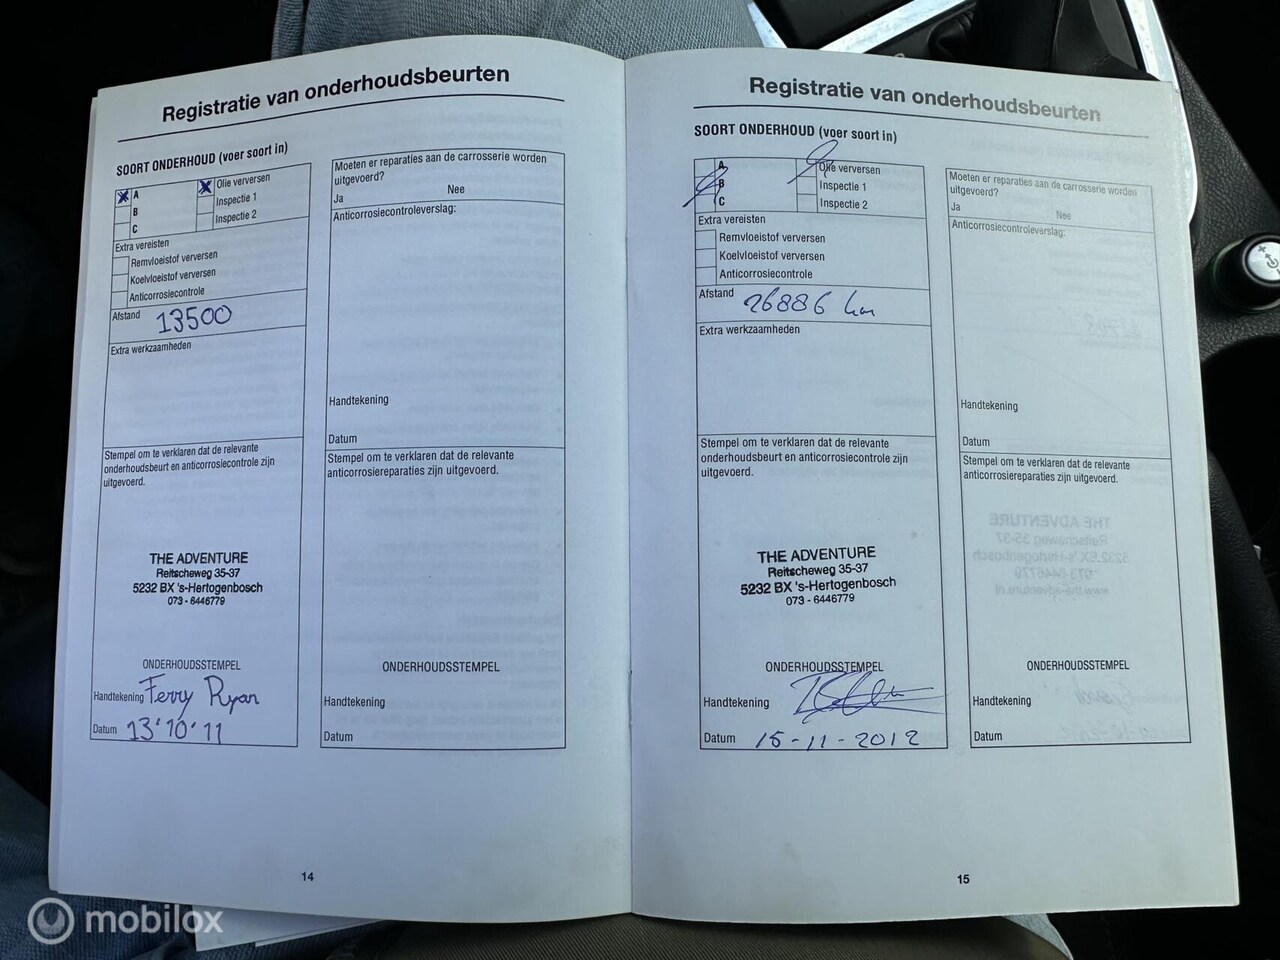 Registratie van onderhoudsbeurten
SOORT ONDERHOUD (voer soort in)
A
B
C
Olie verversen
Inspectie 1
Inspectie 2
Extra vereisten
Remvloeistof verversen
Koelvloeistof verversen
Anticorrosiecontrole
Afstand 13500
Extra werkzaamheden
Stempel om te verklaren dat de relevante
onderhoudsbeurt en anticorrosiecontrole zijn
uitgevoerd.
THE ADVENTURE
Reitscheweg 35-37
5232 BX 's-Hertogenbosch
073 - 6446779
ONDERHOUDSSTEMPEL
Handtekening Ferry Ryan
Datum 13'10'11
Moeten er reparaties aan de carrosserie worden
uitgevoerd?
Ja Nee
Anticorrosiecontroleverslag:
Handtekening
Datum
Stempel om te verklaren dat de relevante
anticorrosiereparaties zijn uitgevoerd.
ONDERHOUDSSTEMPEL
Handtekening
Datum
14
Registratie van onderhoudsbeurten
SOORT ONDERHOUD (voer soort in)
A
B
C
Olie verversen
Inspectie 1
Inspectie 2
Extra vereisten
Remvloeistof verversen
Koelvloeistof verversen
Anticorrosiecontrole
Afstand 26886 km
Extra werkzaamheden
Stempel om te verklaren dat de relevante
onderhoudsbeurt en anticorrosiecontrole zijn
uitgevoerd.
THE ADVENTURE
Reitscheweg 35-37
5232 BX 's-Hertogenbosch
073 - 6446779
ONDERHOUDSSTEMPEL
Handtekening
Datum 15-11-2012
Moeten er reparaties aan de carrosserie worden
uitgevoerd?
Ja Nee
Anticorrosiecontroleverslag:
Handtekening
Datum
Stempel om te verklaren dat de relevante
anticorrosiereparaties zijn uitgevoerd.
ONDERHOUDSSTEMPEL
Handtekening
Datum
15
mobilox